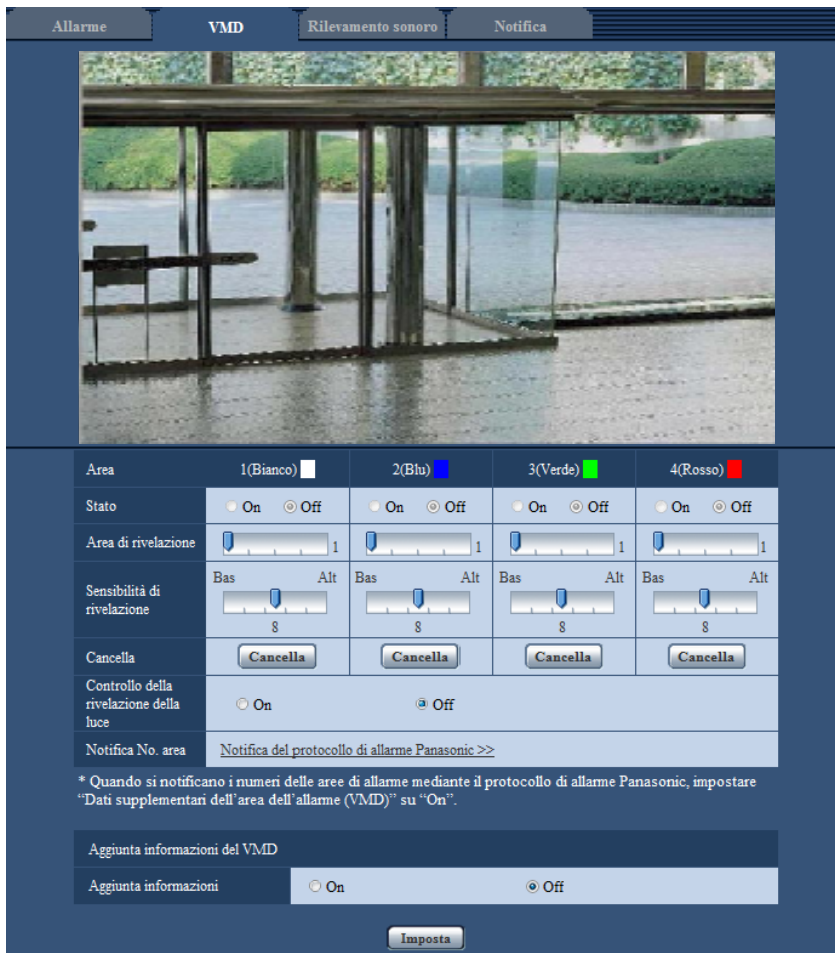 Allarme VMD Rilevamento sonoro Notifica
Area 1(Bianco) 2(Blu) 3(Verde) 4(Rosso)
Stato On Off On Off On Off On Off
Area di rivelazione 1 1 1 1
Sensibilità di rivelazione Bas Alt Bas Alt Bas Alt Bas Alt
8 8 8 8
Cancella Cancella Cancella Cancella Cancella
Controllo della
rivelazione della
luce
On Off
Notifica No. area Notifica del protocollo di allarme Panasonic >>
* Quando si notificano i numeri delle aree di allarme mediante il protocollo di allarme Panasonic, impostare
“Dati supplementari dell’area dell’allarme (VMD)” su “On”.
Aggiunta informazioni del VMD
Aggiunta informazioni On Off
Imposta